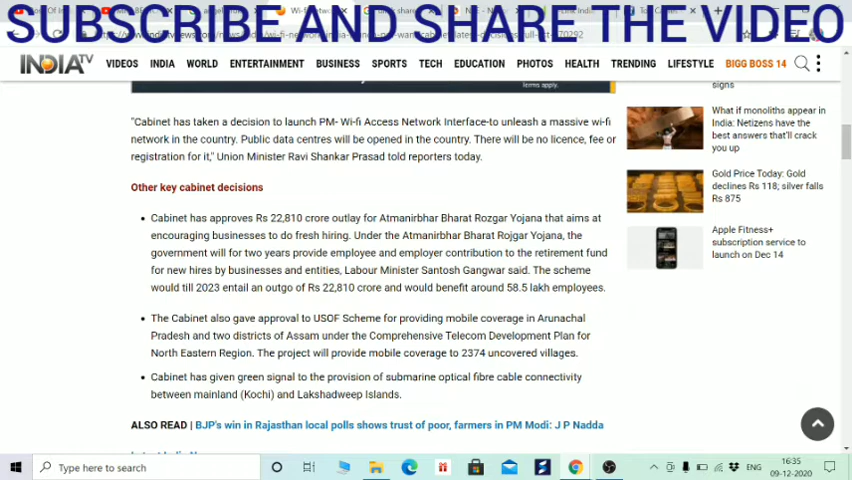 SUBSCRIBE AND SHARE THE VIDEO
INDIA TV
VIDEOS INDIA WORLD ENTERTAINMENT BUSINESS SPORTS TECH EDUCATION PHOTOS HEALTH TRENDING LIFESTYLE BIGG BOSS 14
forms apply.
"Cabinet has taken a decision to launch PM- Wi-fi Access Network Interface-to unleash a massive wi-fi
network in the country. Public data centres will be opened in the country. There will be no licence, fee or
registration for it," Union Minister Ravi Shankar Prasad told reporters today.
Other key cabinet decisions
Cabinet has approves Rs 22,810 crore outlay for Atmanirbhar Bharat Rozgar Yojana that aims at
encouraging businesses to do fresh hiring. Under the Atmanirbhar Bharat Rojgar Yojana, the
government will for two years provide employee and employer contribution to the retirement fund
for new hires by businesses and entities, Labour Minister Santosh Gangwar said. The scheme
would till 2023 entail an outgo of Rs 22,810 crore and would benefit around 58.5 lakh employees.
The Cabinet also gave approval to USOF Scheme for providing mobile coverage in Arunachal
Pradesh and two districts of Assam under the Comprehensive Telecom Development Plan for
North Eastern Region. The project will provide mobile coverage to 2374 uncovered villages.
Cabinet has given green signal to the provision of submarine optical fibre cable connectivity
between mainland (Kochi) and Lakshadweep Islands.
ALSO READ | BJP's win in Rajasthan local polls shows trust of poor, farmers in PM Modi: J P Nadda
signs
What if monoliths appear in
India: Netizens have the
best answers that'll crack
you up
Gold Price Today: Gold
declines Rs 118; silver falls
Rs 875
Apple Fitness+
subscription service to
launch on Dec 14
Type here to search
ENG
16:35
09-12-2020